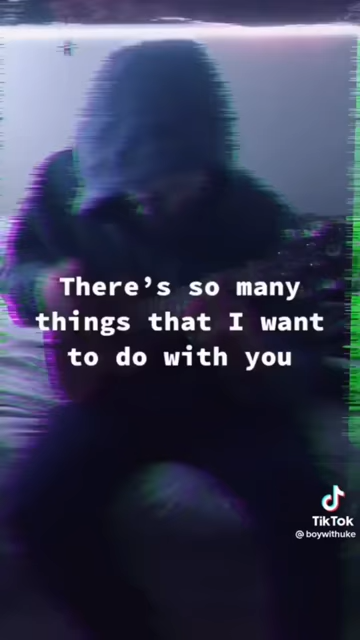 There’s so many
things that I want
to do with you
TikTok
@boywithuke